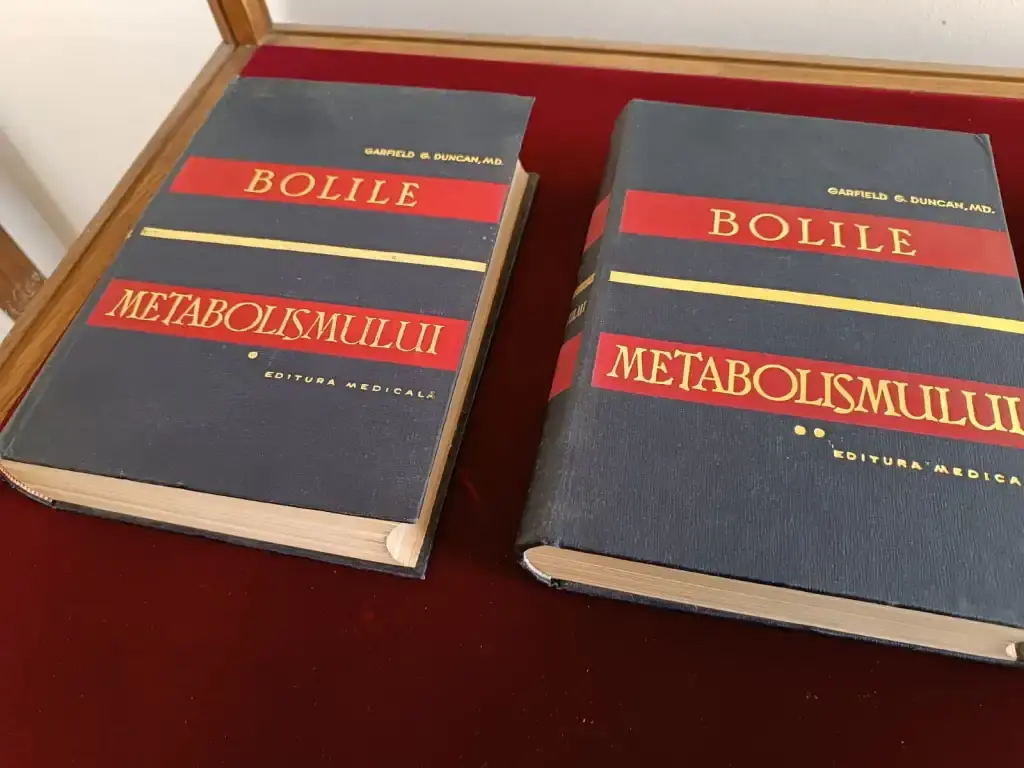 GARFIELD G. DUNCAN, MD.
BOLILE
METABOLISMULUI
EDITURA MEDICALĂ
GARFIELD G. DUNCAN, MD.
BOLILE
METABOLISMULUI
EDITURA MEDICA